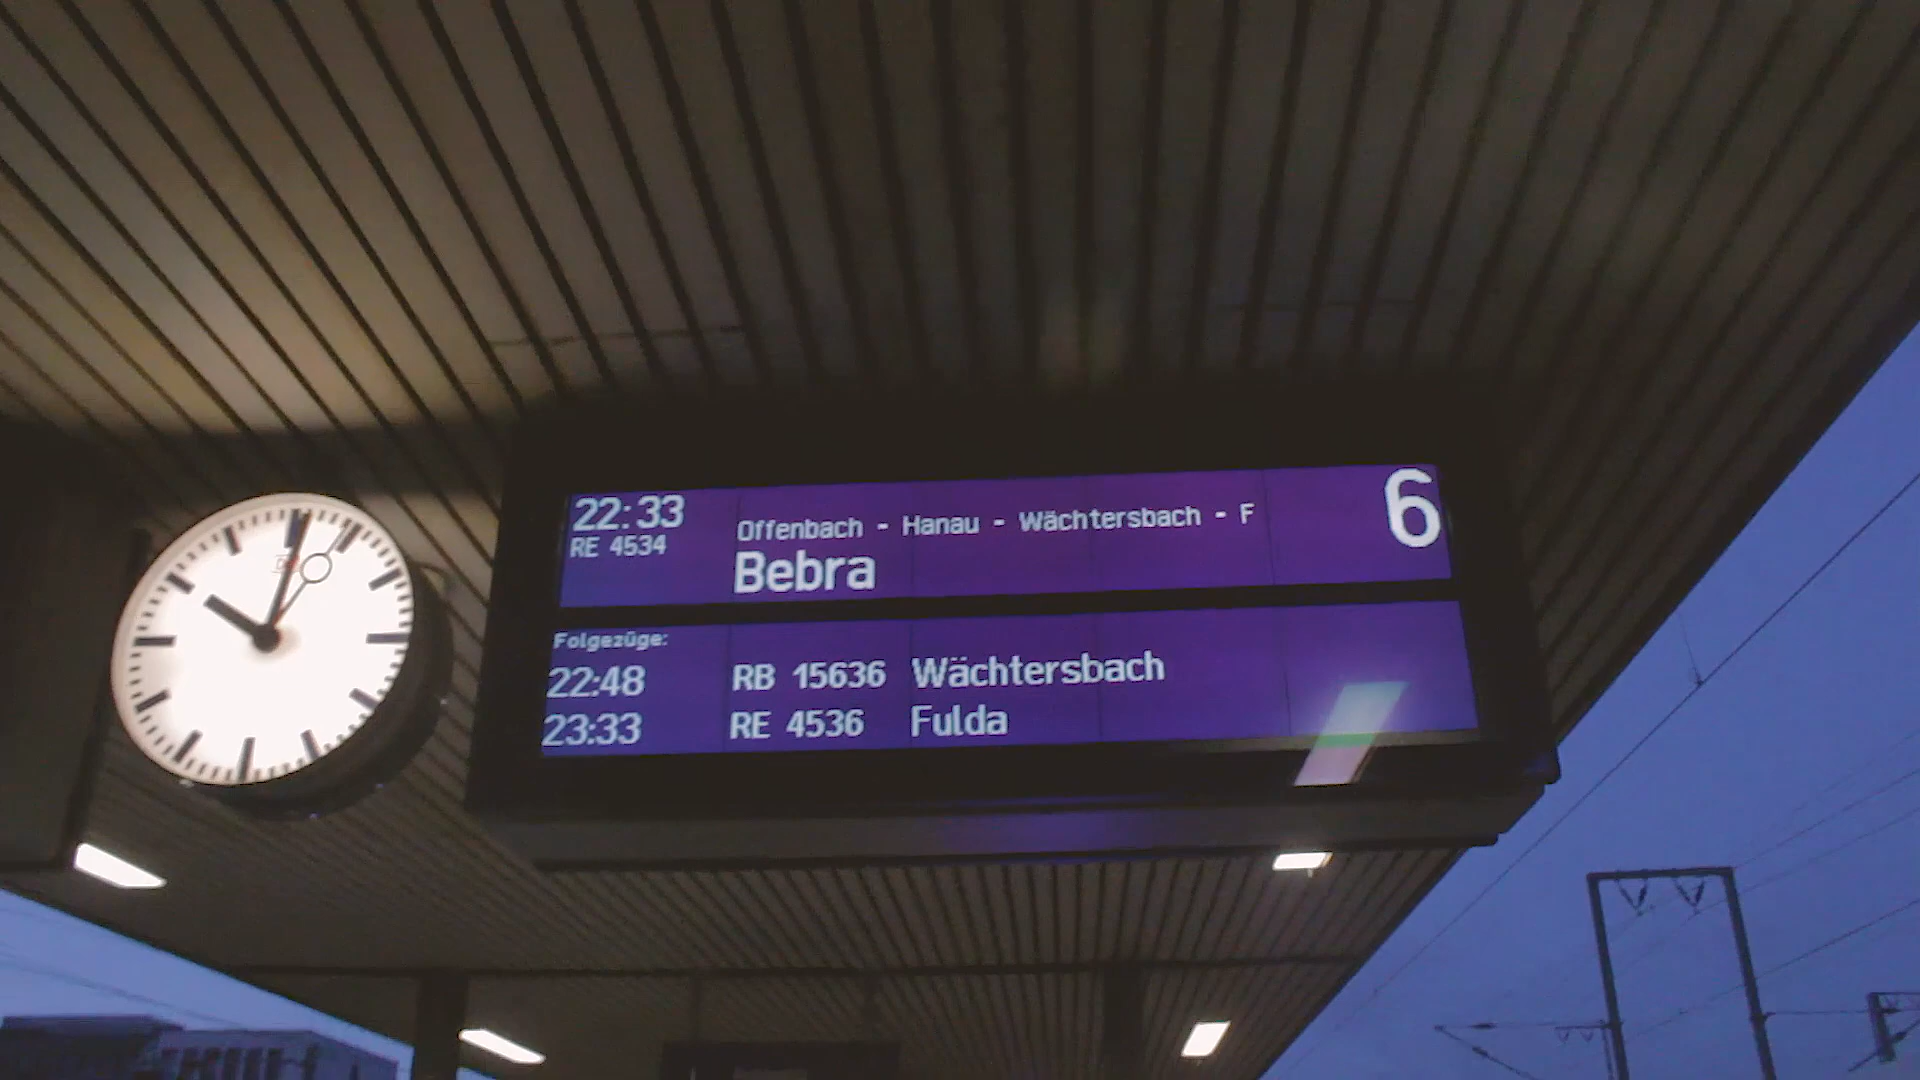 22:33
RE 4534
Offenbach - Hanau - Wächtersbach - F
Bebra
6
Folgezüge:
22:48 RB 15636 Wächtersbach
23:33 RE 4536 Fulda